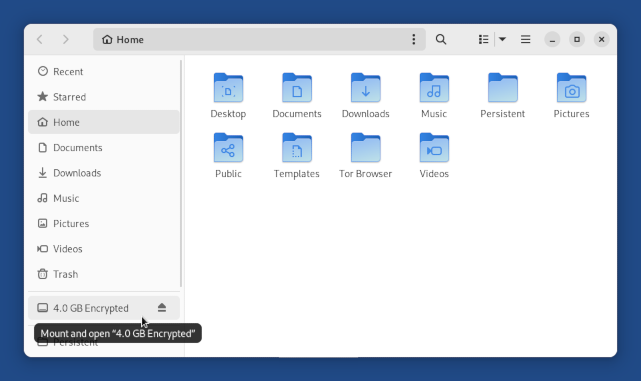 Home
Recent
Starred
Home
Documents
Downloads
Music
Pictures
Videos
Trash
4.0 GB Encrypted
Mount and open “4.0 GB Encrypted”
Persistent
Desktop Documents Downloads Music Persistent Pictures
Public Templates Tor Browser Videos